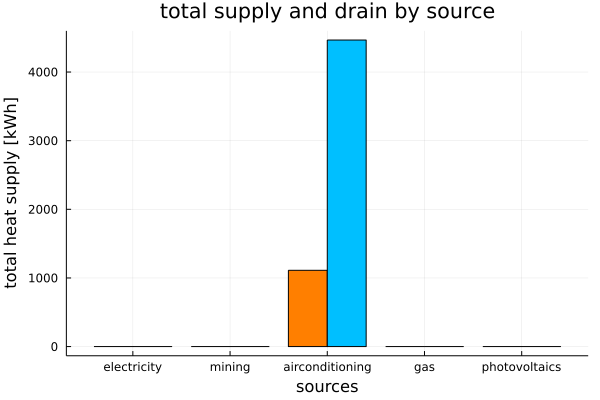 total supply and drain by source
total heat supply [kWh]
4000
3000
2000
1000
0
electricity
mining
airconditioning
gas
photovoltaics
sources